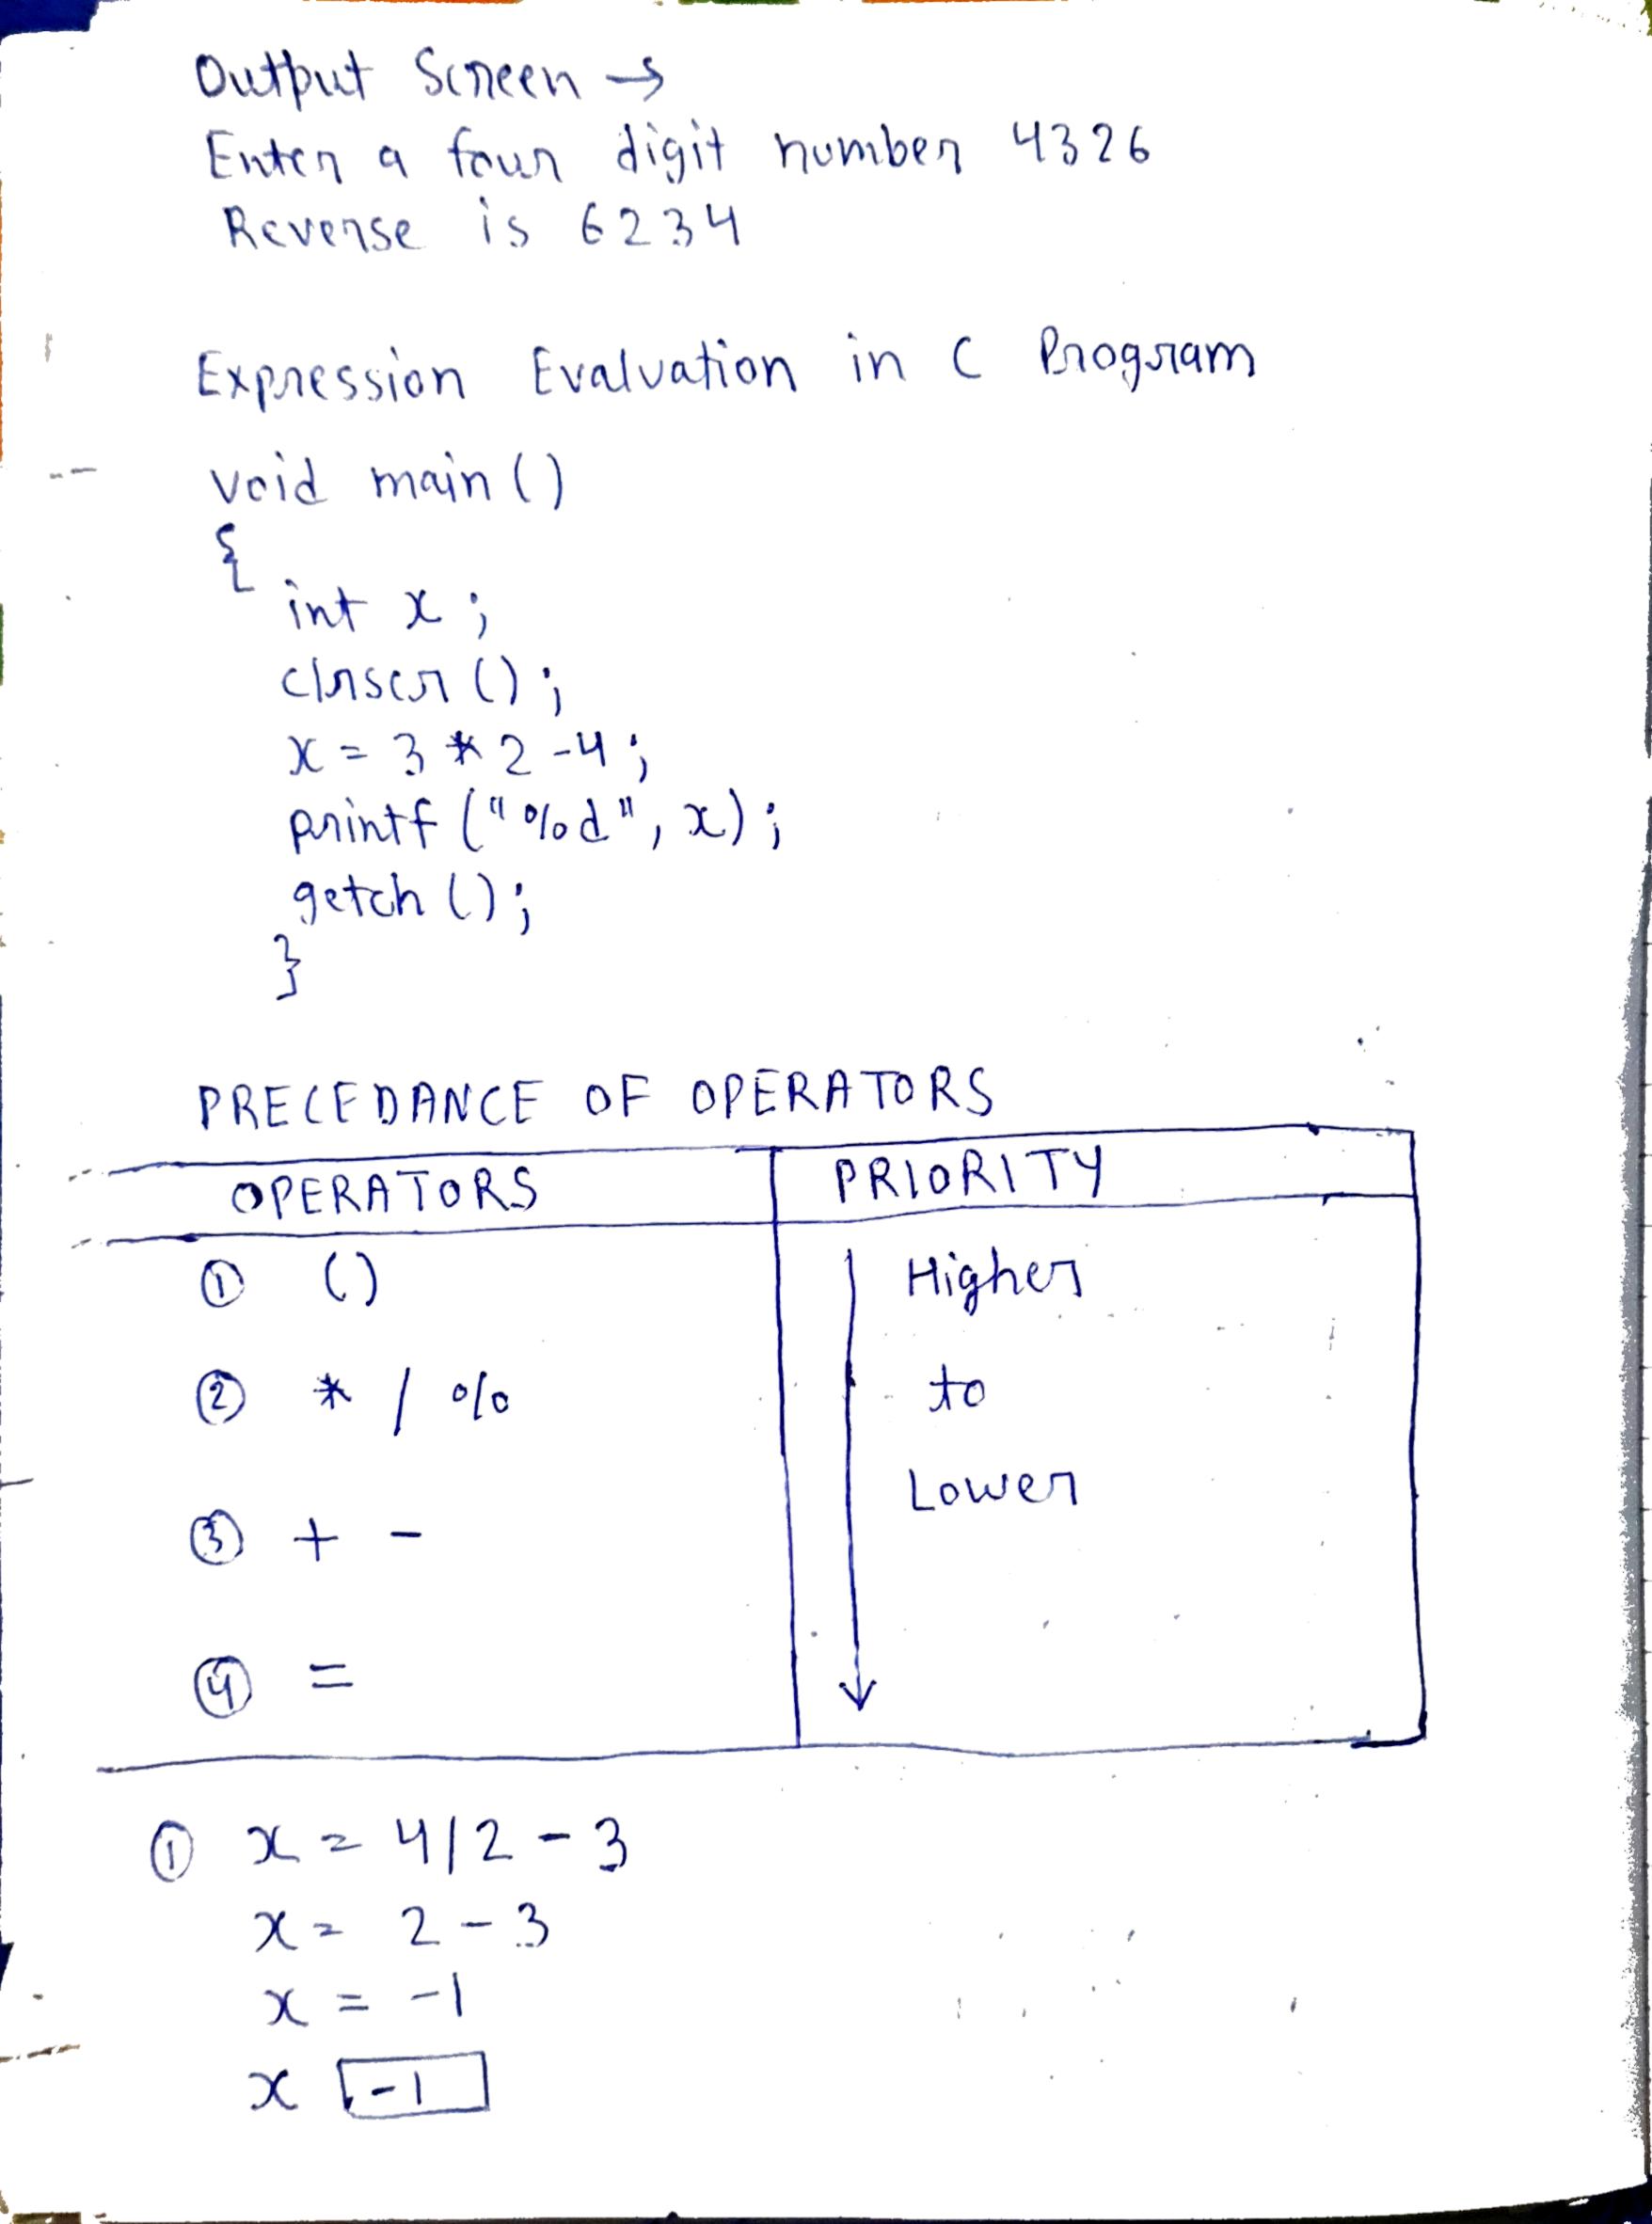 Output Screen →
Enter a four digit number 4326
Reverse is 6234
Expression Evaluation in C Program
void main()
{
int x;
clrscr();
x = 3 * 2 - 4;
printf("%d", x);
getch();
}
PRECEDANCE OF OPERATORS
OPERATORS PRIORITY
① () Higher
② * / % to
Lower
③ + -
④ =
① x = 4/2 - 3
x = 2 - 3
x = -1
x -1